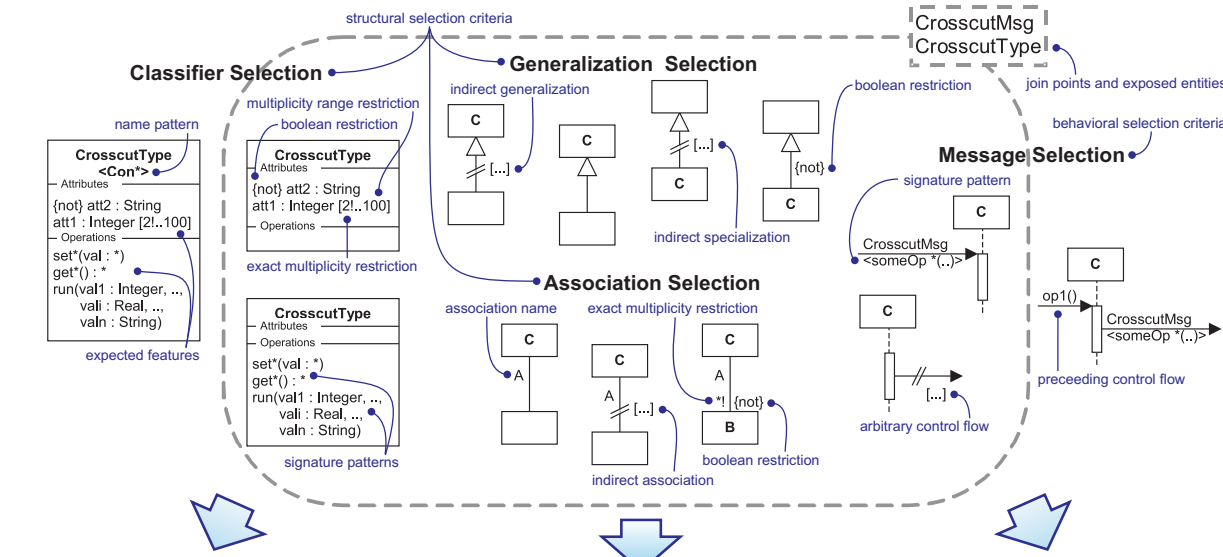 structural selection criteria
CrosscutMsg
CrosscutType
join points and exposed entities
Classifier Selection
Generalization Selection
indirect generalization
boolean restriction
multiplicity range restriction
boolean restriction
name pattern
behavioral selection criteria
Message Selection
CrosscutType
<Con*>
Attributes
{not} att2 : String
att1 : Integer [2!..100]
Operations
set*(val : *)
get*() : *
run(val1 : Integer, ..,
vali : Real, ..,
valn : String)
expected features
CrosscutType
Attributes
{not} att2 : String
att1 : Integer [2!..100]
Operations
exact multiplicity restriction
CrosscutType
Attributes
Operations
set*(val : *)
get*() : *
run(val1 : Integer, ..,
vali : Real, ..,
valn : String)
signature patterns
C
[...]
C
[...]
C
{not}
C
indirect specialization
Association Selection
association name
exact multiplicity restriction
C
A
C
A
[...]
C
A
*! {not}
B
boolean restriction
indirect association
signature pattern
C
CrosscutMsg
<someOp *(..)>
C
[...]
arbitrary control flow
C
op1()
CrosscutMsg
<someOp *(..)>
preceeding control flow